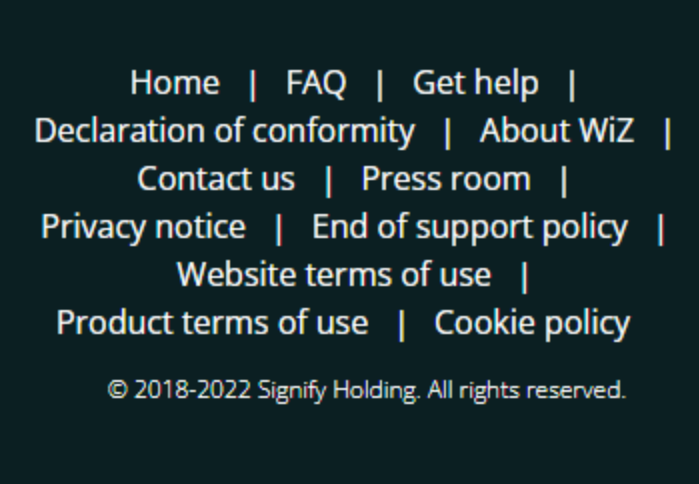 Home | FAQ | Get help |
Declaration of conformity | About WiZ |
Contact us | Press room |
Privacy notice | End of support policy |
Website terms of use |
Product terms of use | Cookie policy
© 2018-2022 Signify Holding. All rights reserved.